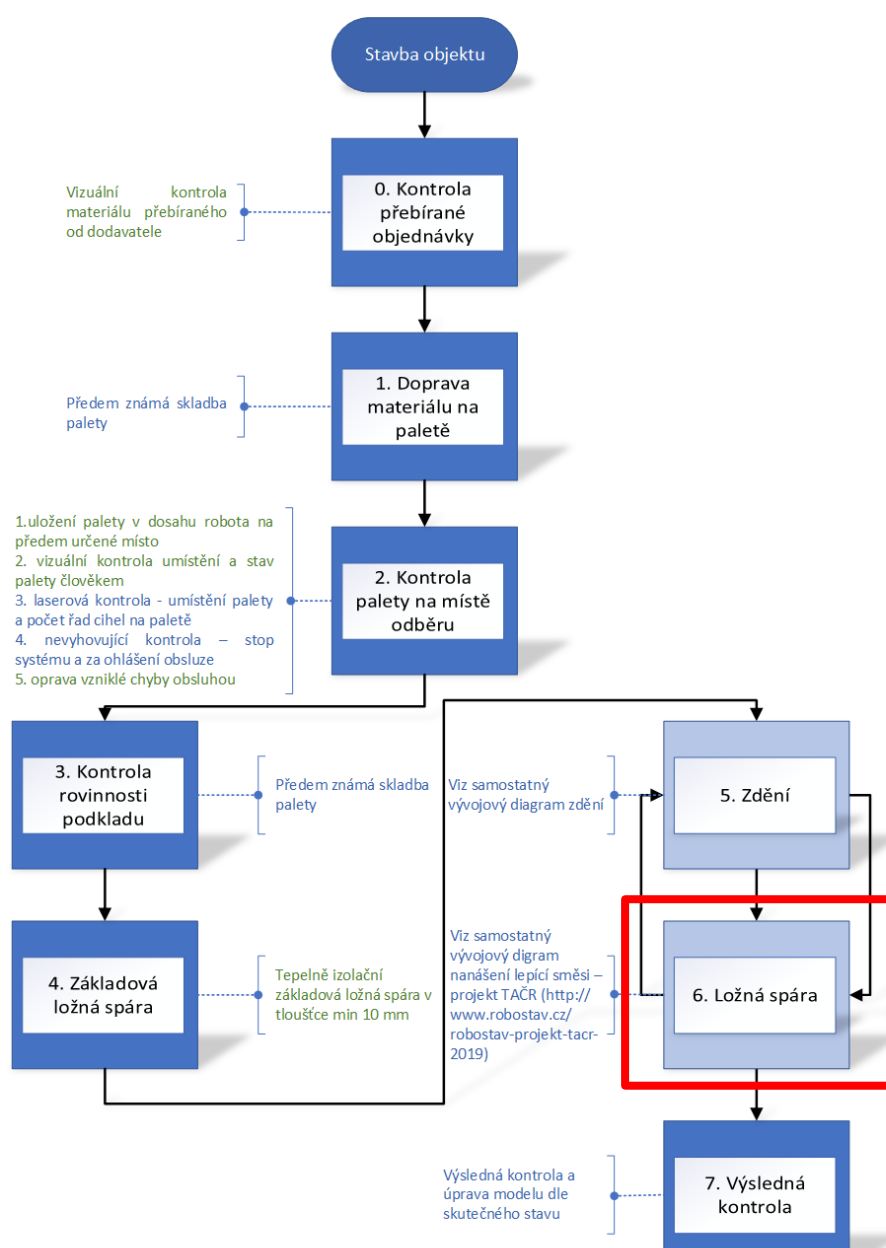 Stavba objektu
Vizuální kontrola
materiálu přebíraného
od dodavatele
0. Kontrola
přebírané
objednávky
Předem známá skladba
palety
1. Doprava
materiálu na
paletě
1.uložení palety v dosahu robota na
předem určené místo
2. vizuální kontrola umístění a stav
palety člověkem
3. laserová kontrola - umístění palety
a počet řad cihel na paletě
4. nevyhovující kontrola – stop
systému a za ohlášení obsluze
5. oprava vzniklé chyby obsluhou
2. Kontrola
palety na místě
odběru
3. Kontrola
rovinnosti
podkladu
Předem známá skladba
palety
Viz samostatný
vývojový diagram zdění
5. Zdění
4. Základová
ložná spára
Tepelně izolační
základová ložná spára v
tloušťce min 10 mm
Viz samostatný
vývojový digram
nanášení lepící směsi –
projekt TAČR (http://
www.robostav.cz/
robostav-projekt-tacr-
2019)
6. Ložná spára
Výsledná kontrola a
úprava modelu dle
skutečného stavu
7. Výsledná
kontrola